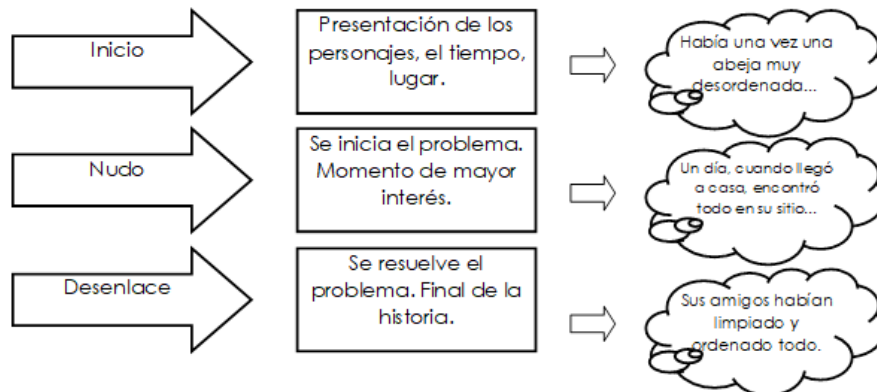 Inicio
Presentación de los
personajes, el tiempo,
lugar.
Había una vez una
abeja muy
desordenada...
Nudo
Se inicia el problema.
Momento de mayor
interés.
Un día, cuando llegó
a casa, encontró
todo en su sitio...
Desenlace
Se resuelve el
problema. Final de la
historia.
Sus amigos habían
limpiado y
ordenado todo.